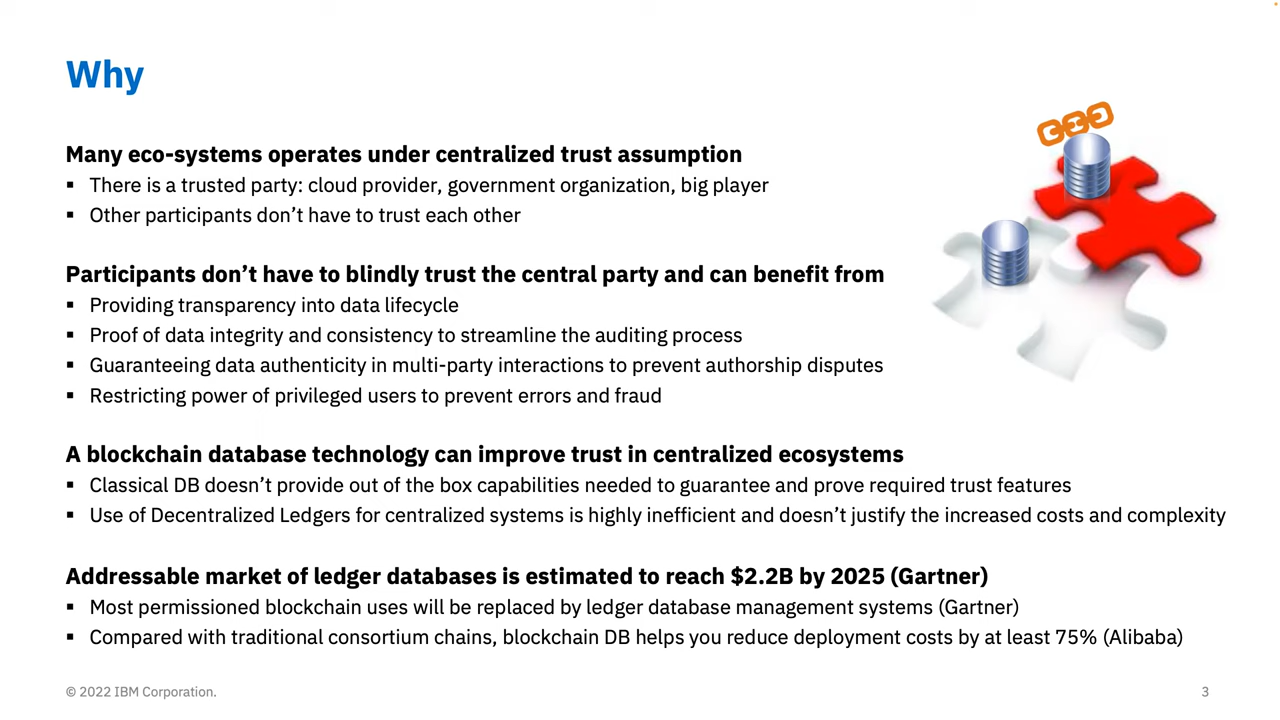 Why
Many eco-systems operates under centralized trust assumption
▪ There is a trusted party: cloud provider, government organization, big player
▪ Other participants don’t have to trust each other
Participants don’t have to blindly trust the central party and can benefit from
▪ Providing transparency into data lifecycle
▪ Proof of data integrity and consistency to streamline the auditing process
▪ Guaranteeing data authenticity in multi-party interactions to prevent authorship disputes
▪ Restricting power of privileged users to prevent errors and fraud
A blockchain database technology can improve trust in centralized ecosystems
▪ Classical DB doesn’t provide out of the box capabilities needed to guarantee and prove required trust features
▪ Use of Decentralized Ledgers for centralized systems is highly inefficient and doesn’t justify the increased costs and complexity
Addressable market of ledger databases is estimated to reach $2.2B by 2025 (Gartner)
▪ Most permissioned blockchain uses will be replaced by ledger database management systems (Gartner)
▪ Compared with traditional consortium chains, blockchain DB helps you reduce deployment costs by at least 75% (Alibaba)
© 2022 IBM Corporation.
3